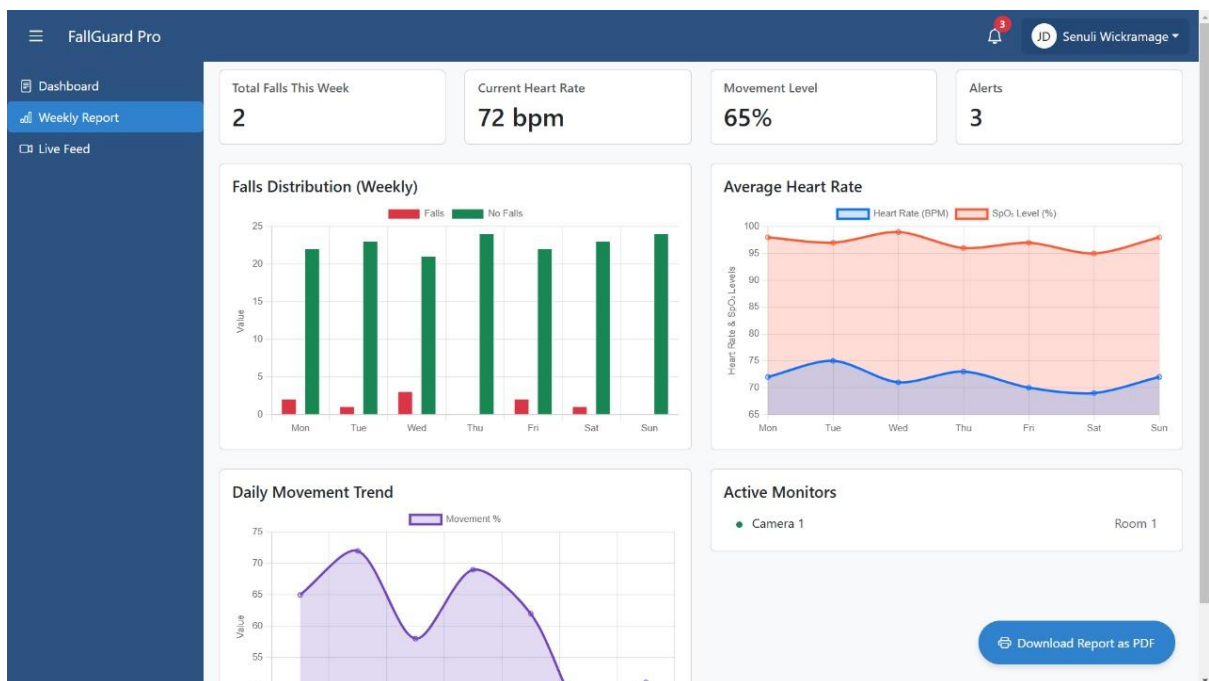 FallGuard Pro
3
JD Senuli Wickramage
Dashboard
Weekly Report
Live Feed
Total Falls This Week
2
Current Heart Rate
72 bpm
Movement Level
65%
Alerts
3
Falls Distribution (Weekly)
Falls No Falls
25
20
15
10
5
0
Value
Mon Tue Wed Thu Fri Sat Sun
Average Heart Rate
Heart Rate (BPM) SpO₂ Level (%)
100
95
90
85
80
75
70
65
Heart Rate & SpO₂ Levels
Mon Tue Wed Thu Fri Sat Sun
Daily Movement Trend
Movement %
75
70
65
60
55
Value
Active Monitors
Camera 1 Room 1
Download Report as PDF